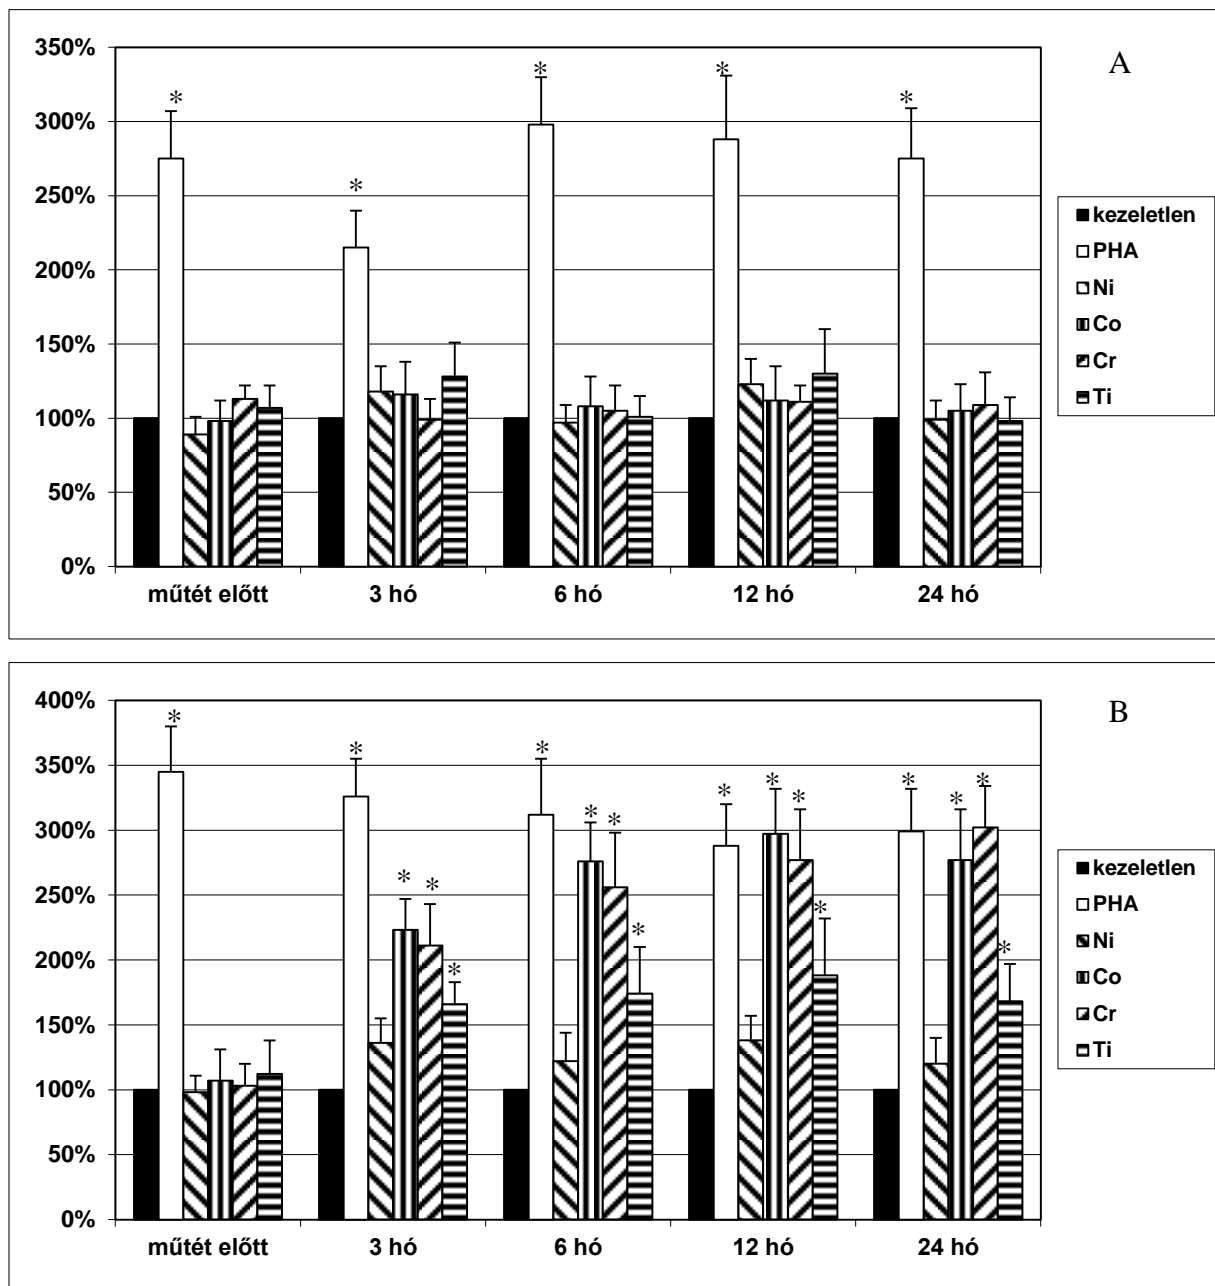 A
350%
300%
250%
200%
150%
100%
50%
0%
* * * * *
műtét előtt 3 hó 6 hó 12 hó 24 hó
kezeletlen
PHA
Ni
Co
Cr
Ti
B
400%
350%
300%
250%
200%
150%
100%
50%
0%
* * * * * * * * * * * * * * * * *
műtét előtt 3 hó 6 hó 12 hó 24 hó
kezeletlen
PHA
Ni
Co
Cr
Ti